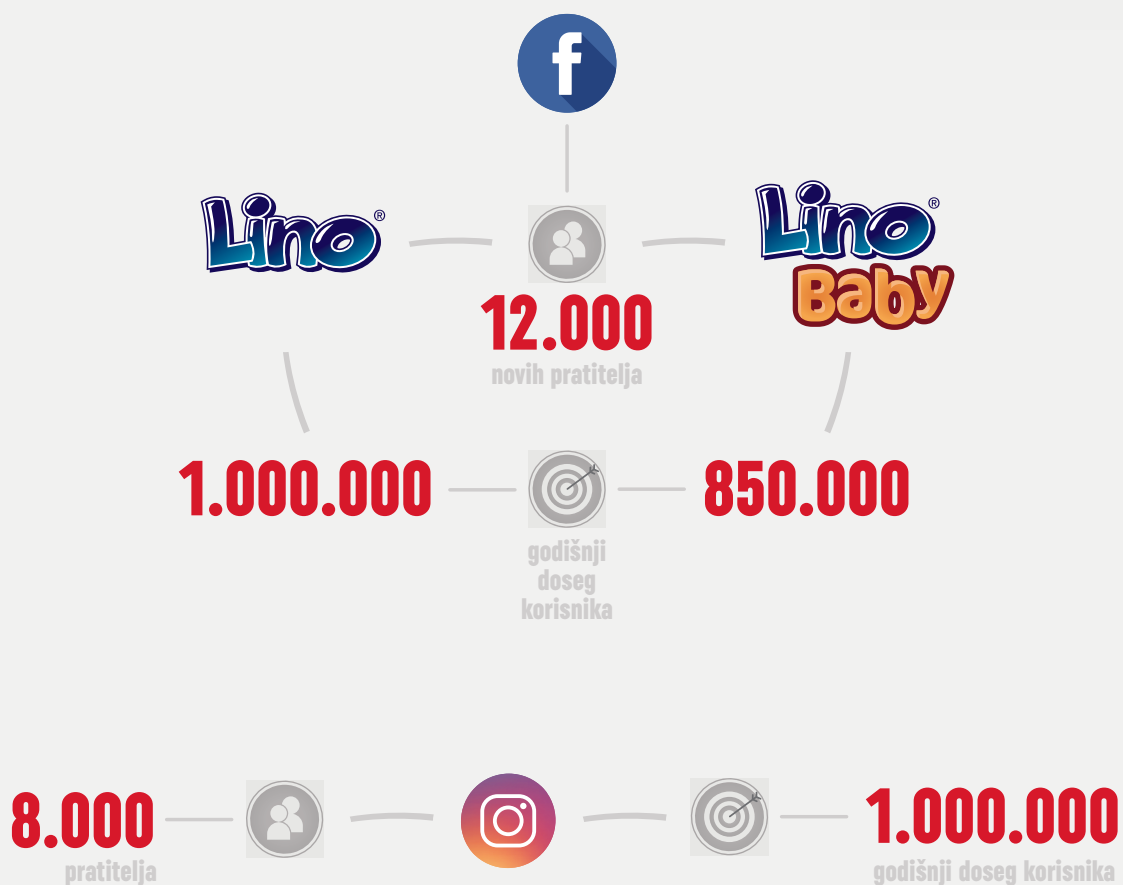 f
Lino®
Lino®
Baby
12.000
novih pratitelja
1.000.000
850.000
godišnji
doseg
korisnika
8.000
pratitelja
1.000.000
godišnji doseg korisnika